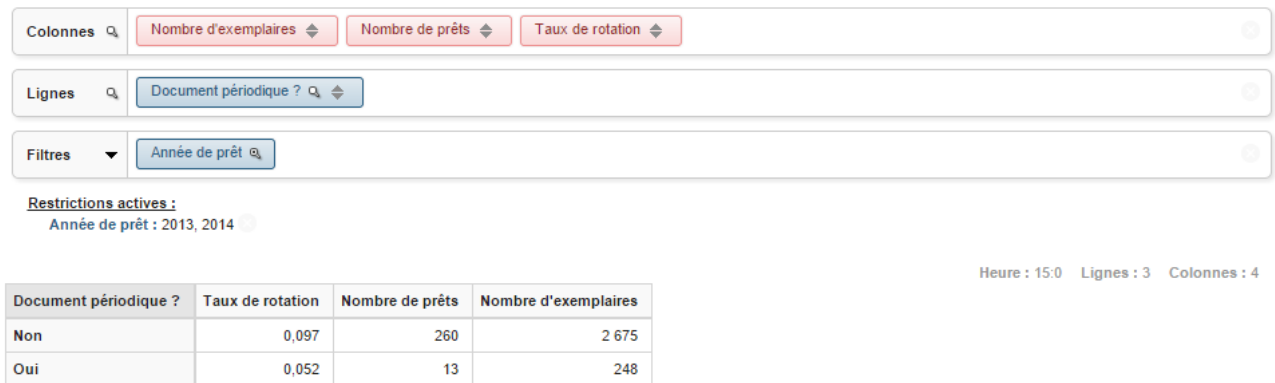 Colonnes Nombre d'exemplaires Nombre de prêts Taux de rotation
Lignes Document périodique ?
Filtres Année de prêt
Restrictions actives :
Année de prêt : 2013, 2014
Heure : 15:0 Lignes : 3 Colonnes : 4
Document périodique ? Taux de rotation Nombre de prêts Nombre d'exemplaires
Non 0,097 260 2 675
Oui 0,052 13 248